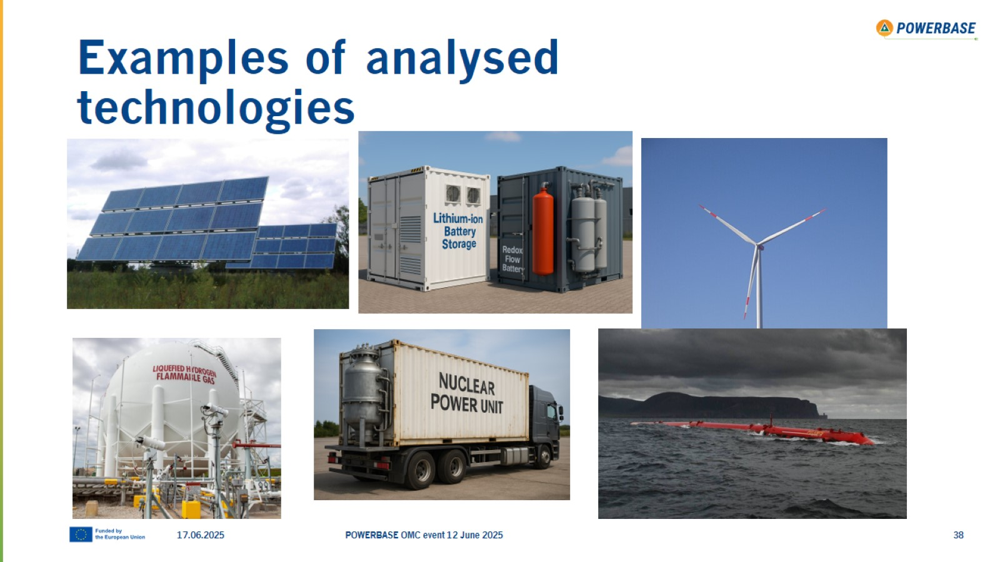 POWERBASE
Examples of analysed
technologies
Lithium-ion
Battery
Storage
Redox
Flow
Battery
LIQUEFIED HYDROGEN
FLAMMABLE GAS
NUCLEAR
POWER UNIT
Funded by
the European Union
17.06.2025
POWERBASE OMC event 12 June 2025
38